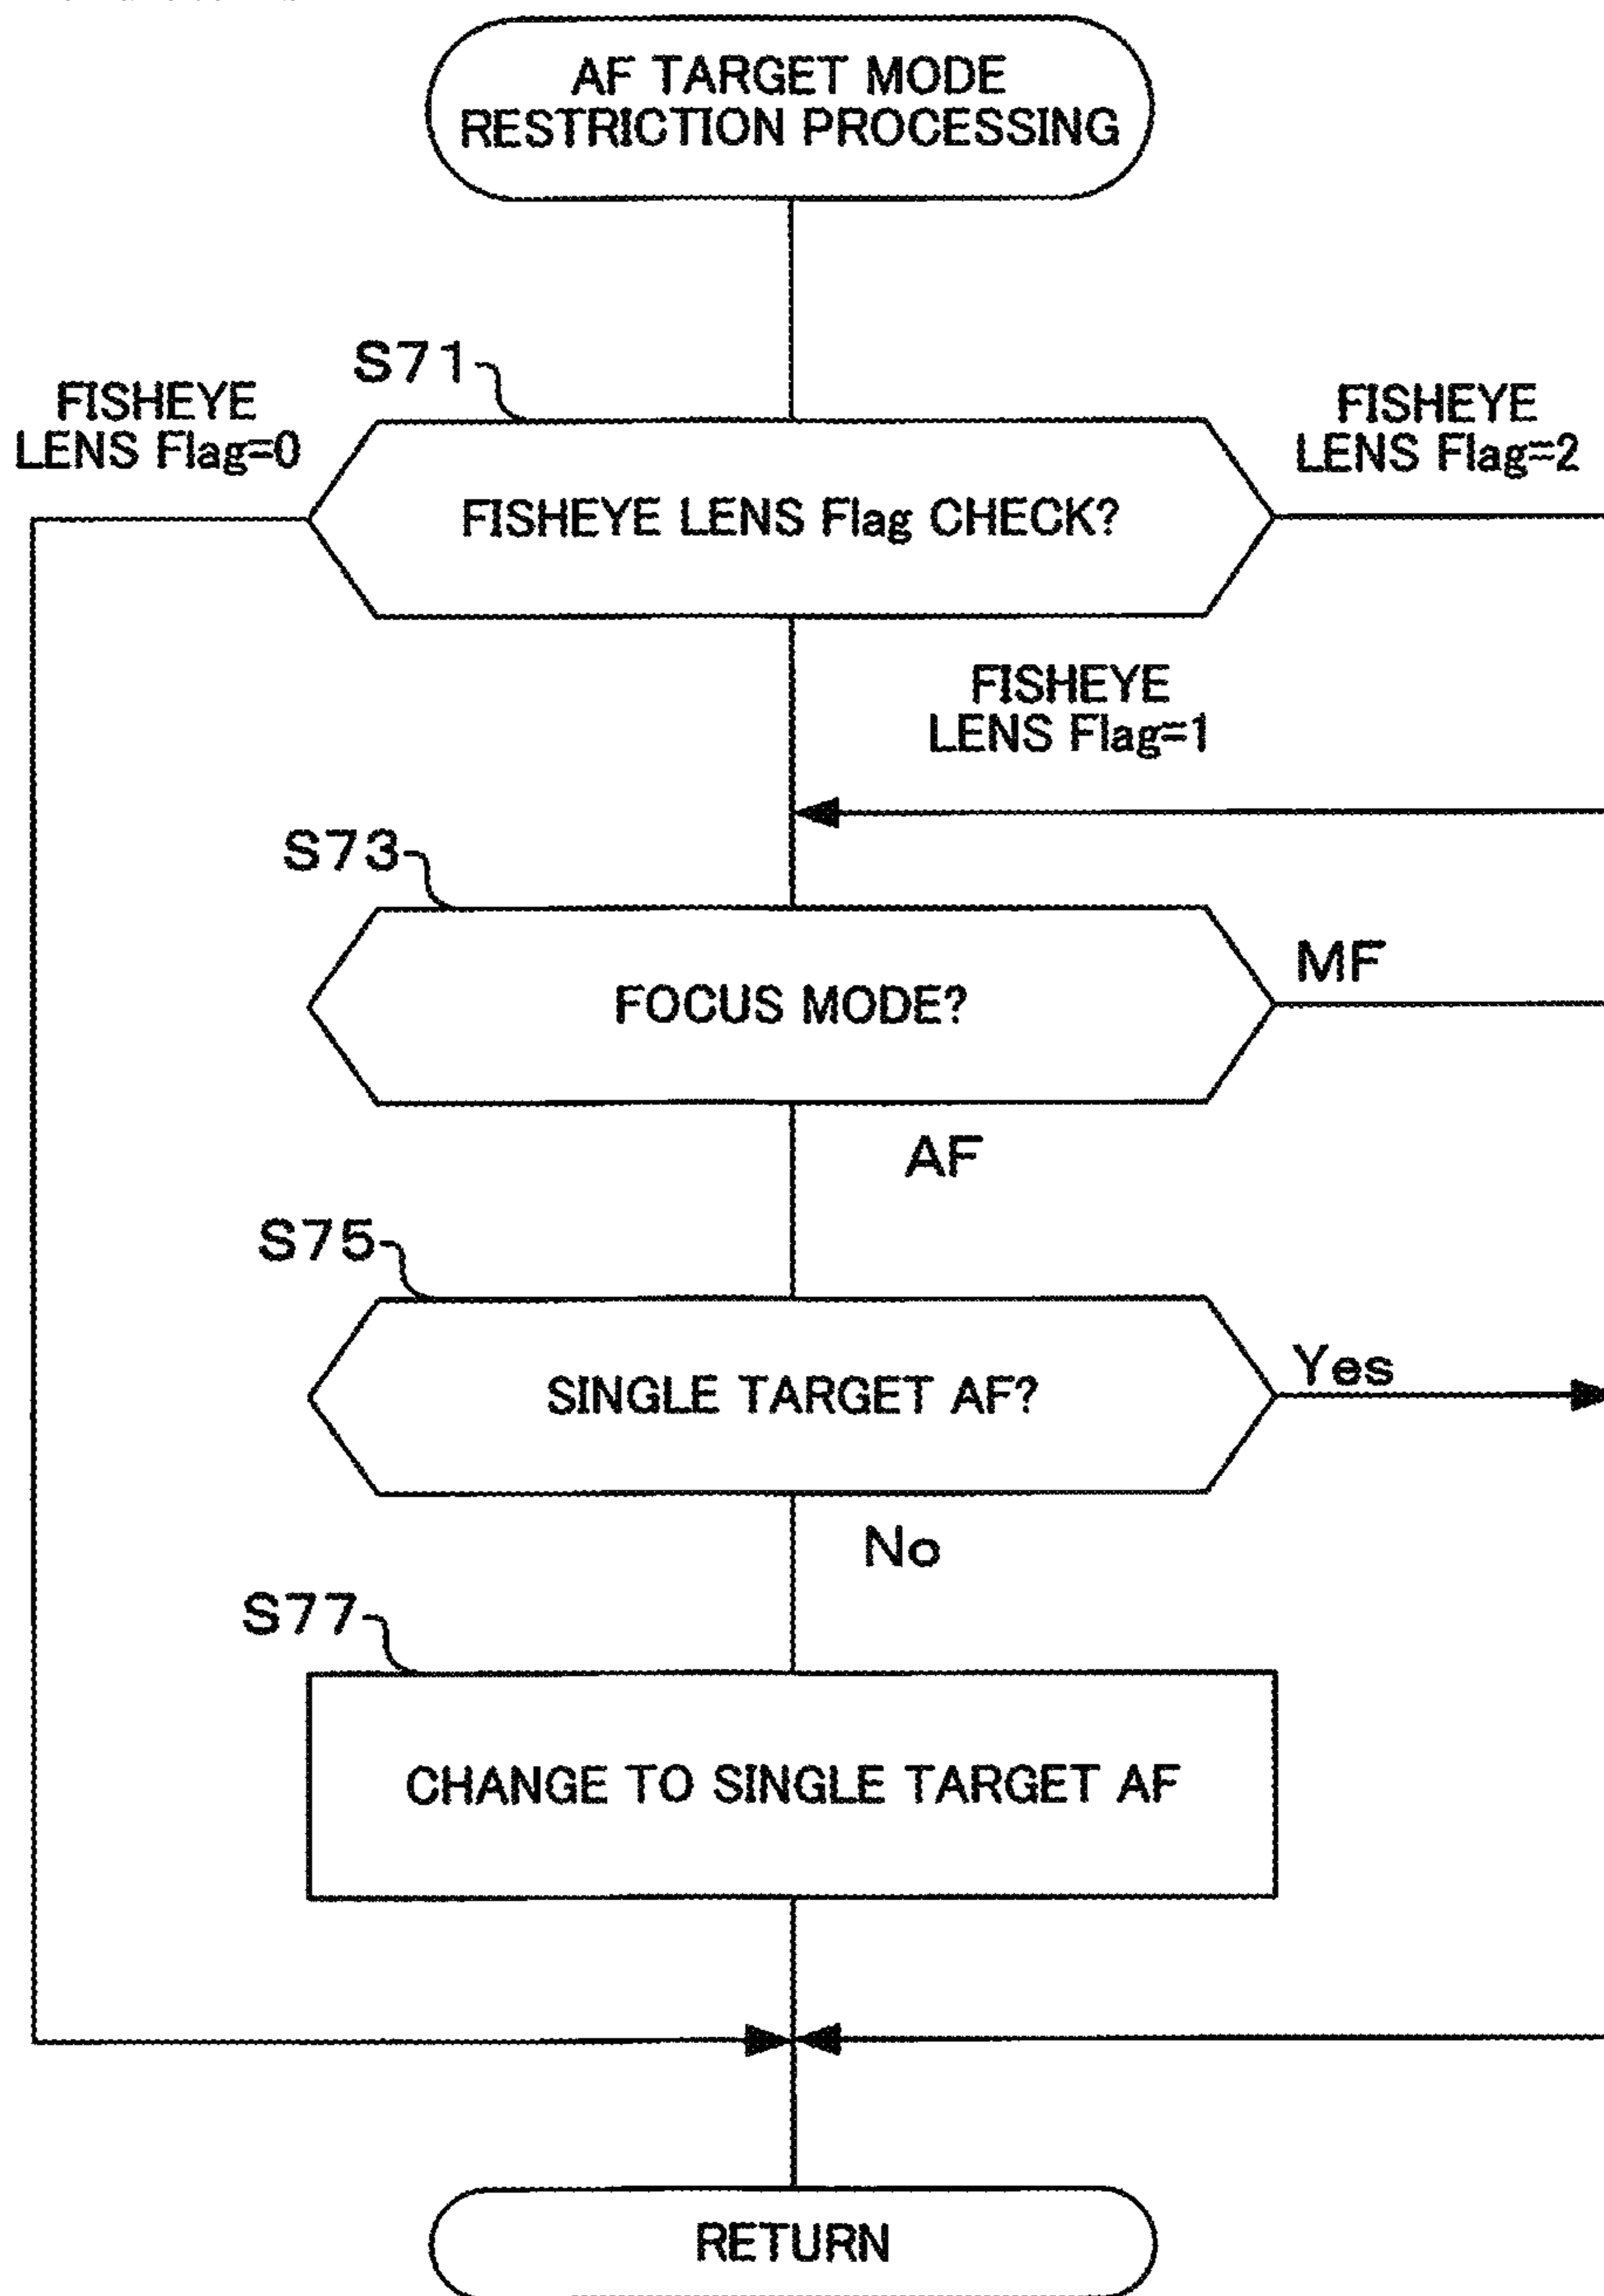 AF TARGET MODE
RESTRICTION PROCESSING
S71
FISHEYE
LENS Flag=0
FISHEYE
LENS Flag=2
FISHEYE LENS Flag CHECK?
FISHEYE
LENS Flag=1
S73
MF
FOCUS MODE?
AF
S75
Yes
SINGLE TARGET AF?
No
S77
CHANGE TO SINGLE TARGET AF
RETURN